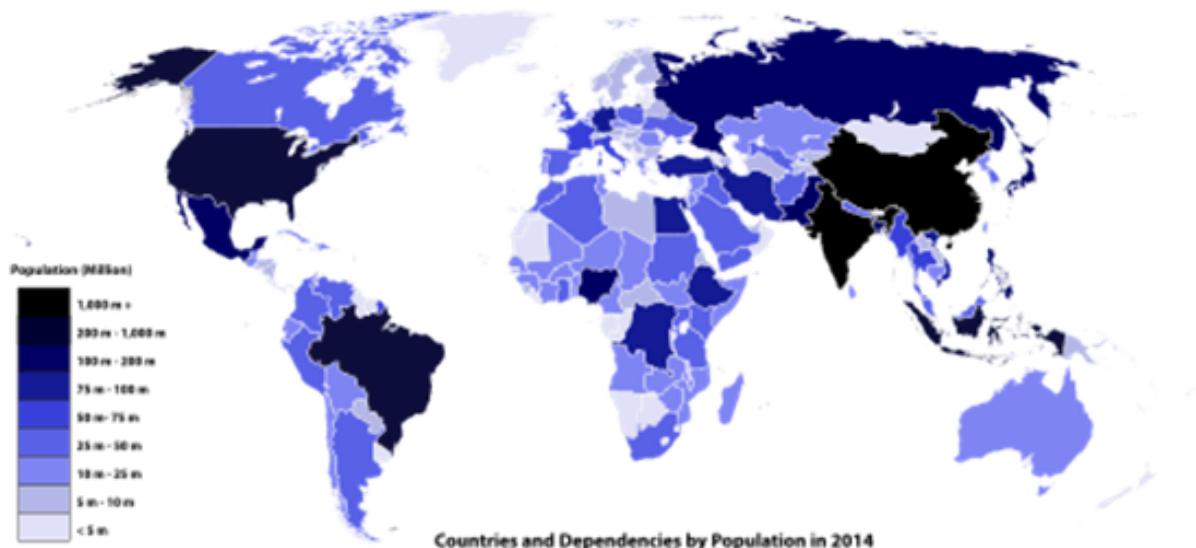 Population (Million)
1,000 m +
200 m - 1,000 m
100 m - 200 m
75 m - 100 m
50 m- 75 m
25 m - 50 m
10 m - 25 m
5 m - 10 m
< 5 m
Countries and Dependencies by Population in 2014